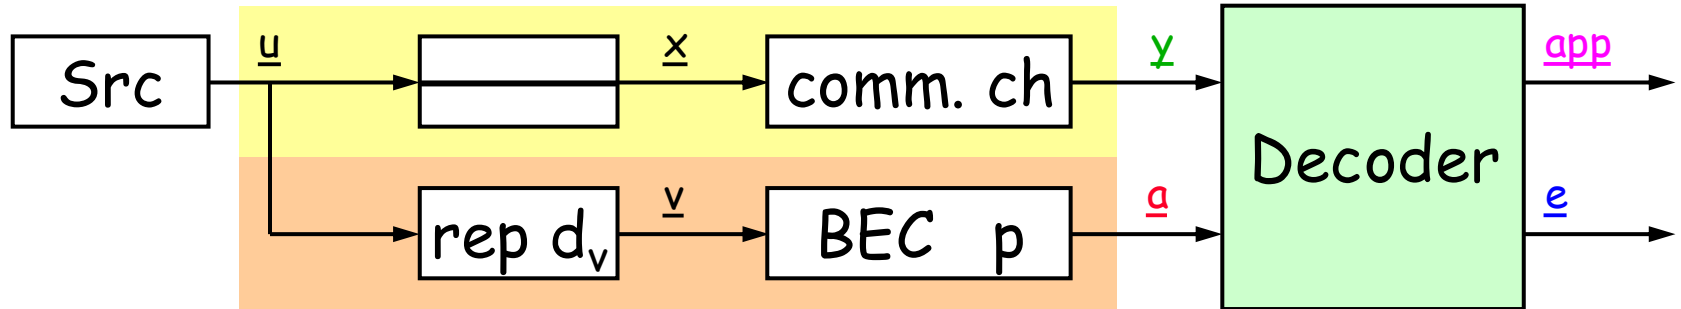 u x y app
Src comm. ch
Decoder
v a e
rep dv BEC p